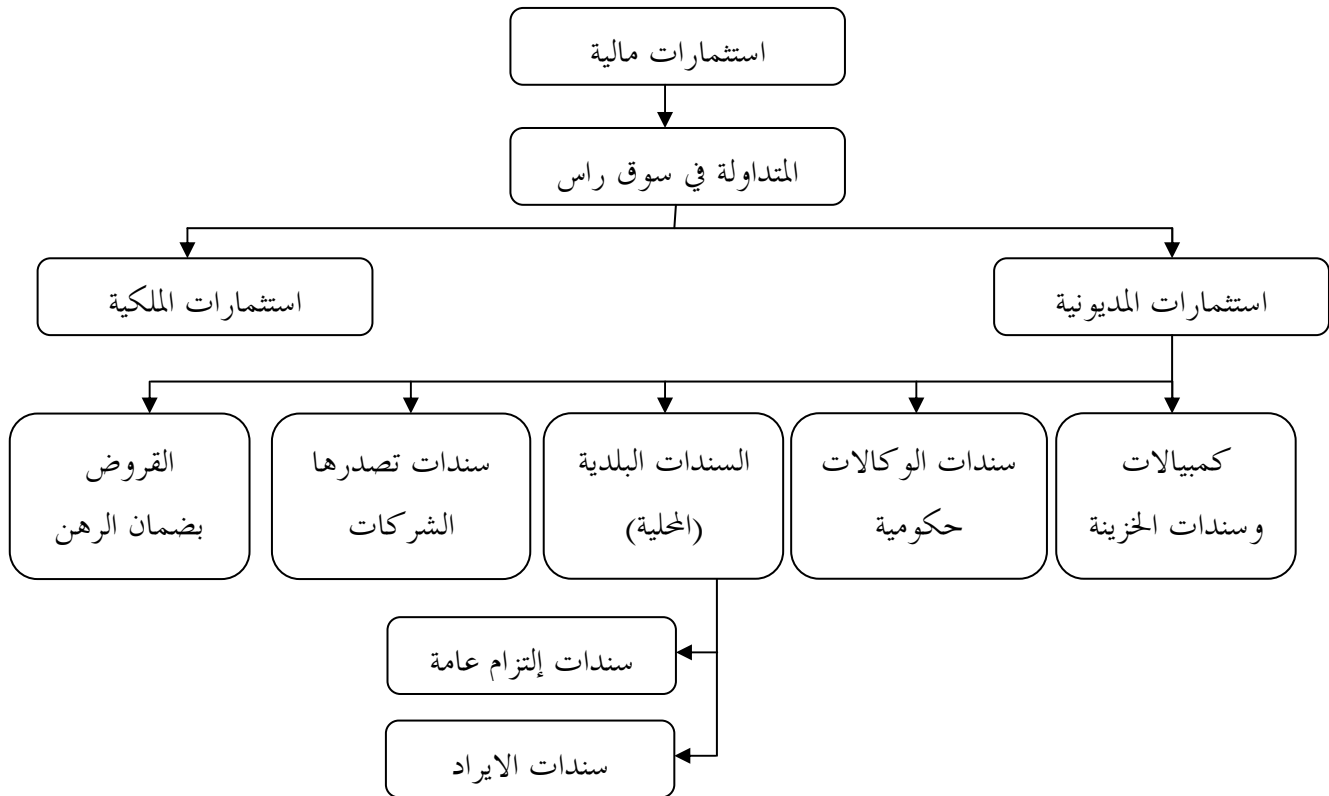 استثمارات مالية
المتداولة في سوق راس
استثمارات المديونية
استثمارات الملكية
كمبيالات
وسندات الخزينة
سندات الوكالات
حكومية
السندات البلدية
(المحلية)
سندات تصدرها
الشركات
القروض
بضمان الرهن
سندات إلتزام عامة
سندات الايراد